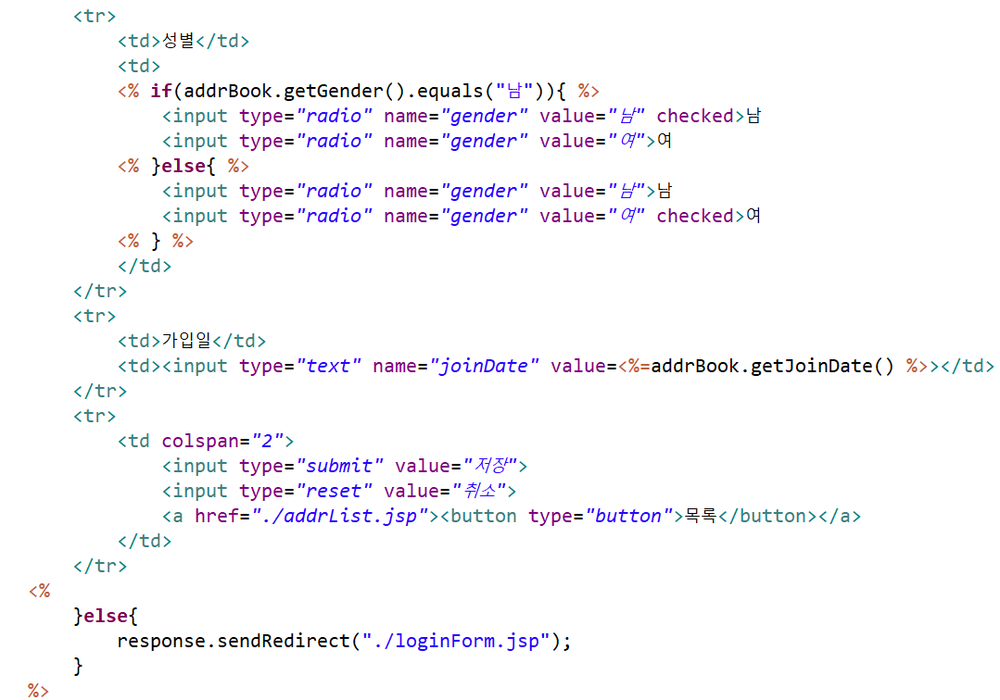 <tr>
<td>성별</td>
<td>
<% if(addrBook.getGender().equals("남")){ %>
<input type="radio" name="gender" value="남" checked>남
<input type="radio" name="gender" value="여">여
<% }else{ %>
<input type="radio" name="gender" value="남">남
<input type="radio" name="gender" value="여" checked>여
<% } %>
</td>
</tr>
<tr>
<td>가입일</td>
<td><input type="text" name="joinDate" value=<%=addrBook.getJoinDate() %>></td>
</tr>
<tr>
<td colspan="2">
<input type="submit" value="저장">
<input type="reset" value="취소">
<a href="./addrList.jsp"><button type="button">목록</button></a>
</td>
</tr>
<%
}else{
response.sendRedirect("./loginForm.jsp");
}
%>